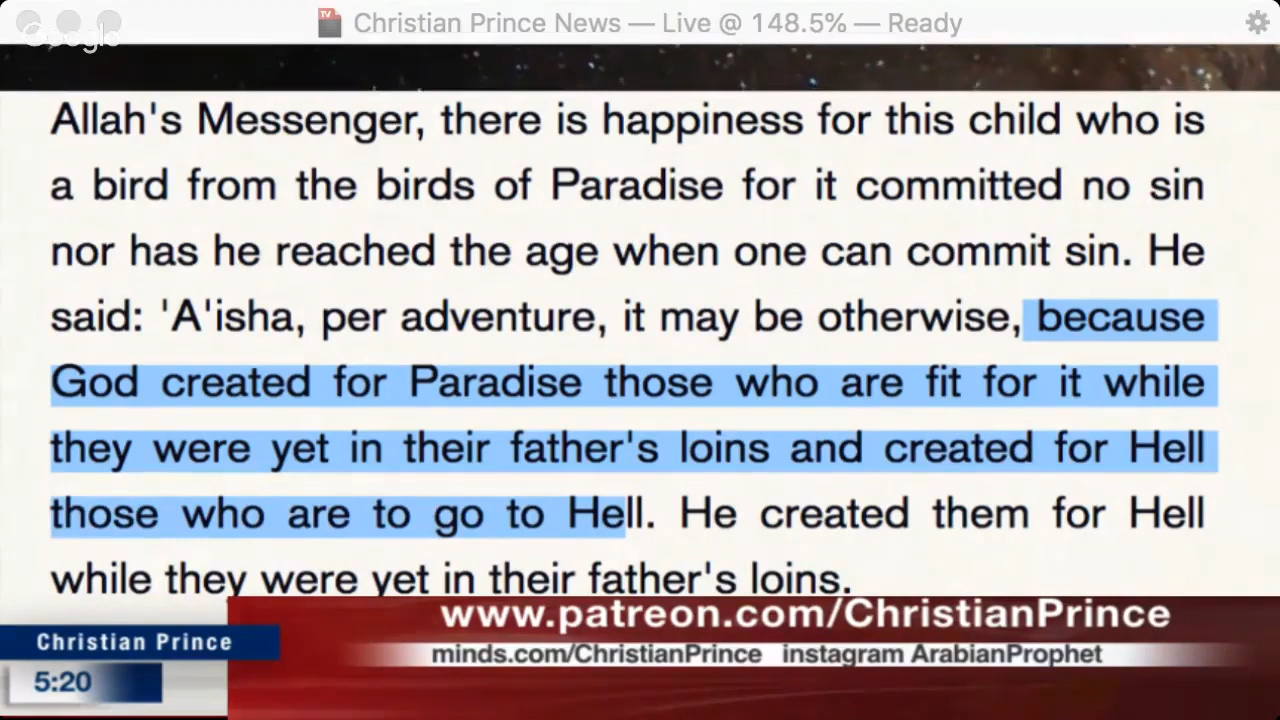 TV
Christian Prince News — Live @ 148.5% — Ready
Google
Allah's Messenger, there is happiness for this child who is
a bird from the birds of Paradise for it committed no sin
nor has he reached the age when one can commit sin. He
said: 'A'isha, per adventure, it may be otherwise, because
God created for Paradise those who are fit for it while
they were yet in their father's loins and created for Hell
those who are to go to Hell. He created them for Hell
while they were yet in their father's loins.
www.patreon.com/ChristianPrince
Christian Prince
minds.com/ChristianPrince instagram ArabianProphet
5:20